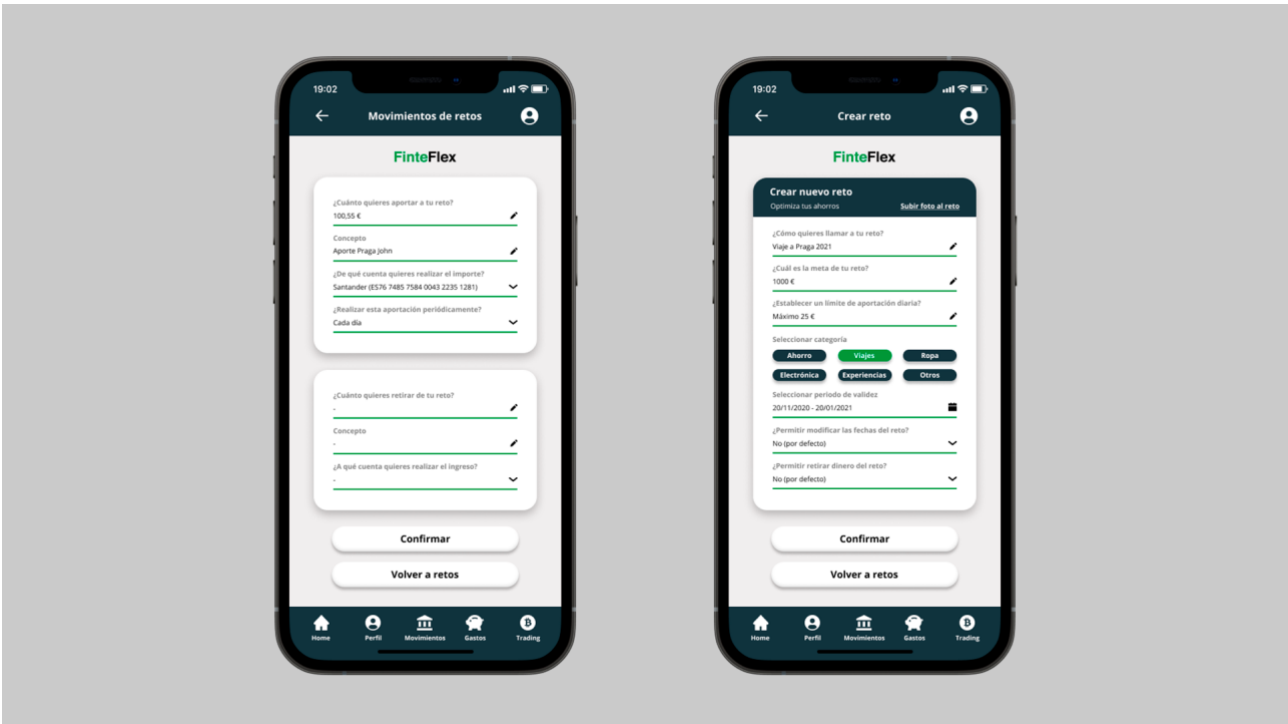 19:02
Movimientos de retos
FinteFlex
¿Cuánto quieres aportar a tu reto?
100,55 €
Concepto
Aporte Praga John
¿De qué cuenta quieres realizar el importe?
Santander (ES76 7485 7584 0043 2235 1281)
¿Realizar esta aportación periódicamente?
Cada día
¿Cuánto quieres retirar de tu reto?
-
Concepto
-
¿A qué cuenta quieres realizar el ingreso?
-
Confirmar
Volver a retos
Home Perfil Movimientos Gastos Trading
19:02
Crear reto
FinteFlex
Crear nuevo reto
Optimiza tus ahorros Subir foto al reto
¿Cómo quieres llamar a tu reto?
Viaje a Praga 2021
¿Cuál es la meta de tu reto?
1000 €
¿Establecer un límite de aportación diaria?
Máximo 25 €
Seleccionar categoría
Ahorro Viajes Ropa
Electrónica Experiencias Otros
Seleccionar periodo de validez
20/11/2020 - 20/01/2021
¿Permitir modificar las fechas del reto?
No (por defecto)
¿Permitir retirar dinero del reto?
No (por defecto)
Confirmar
Volver a retos
Home Perfil Movimientos Gastos Trading